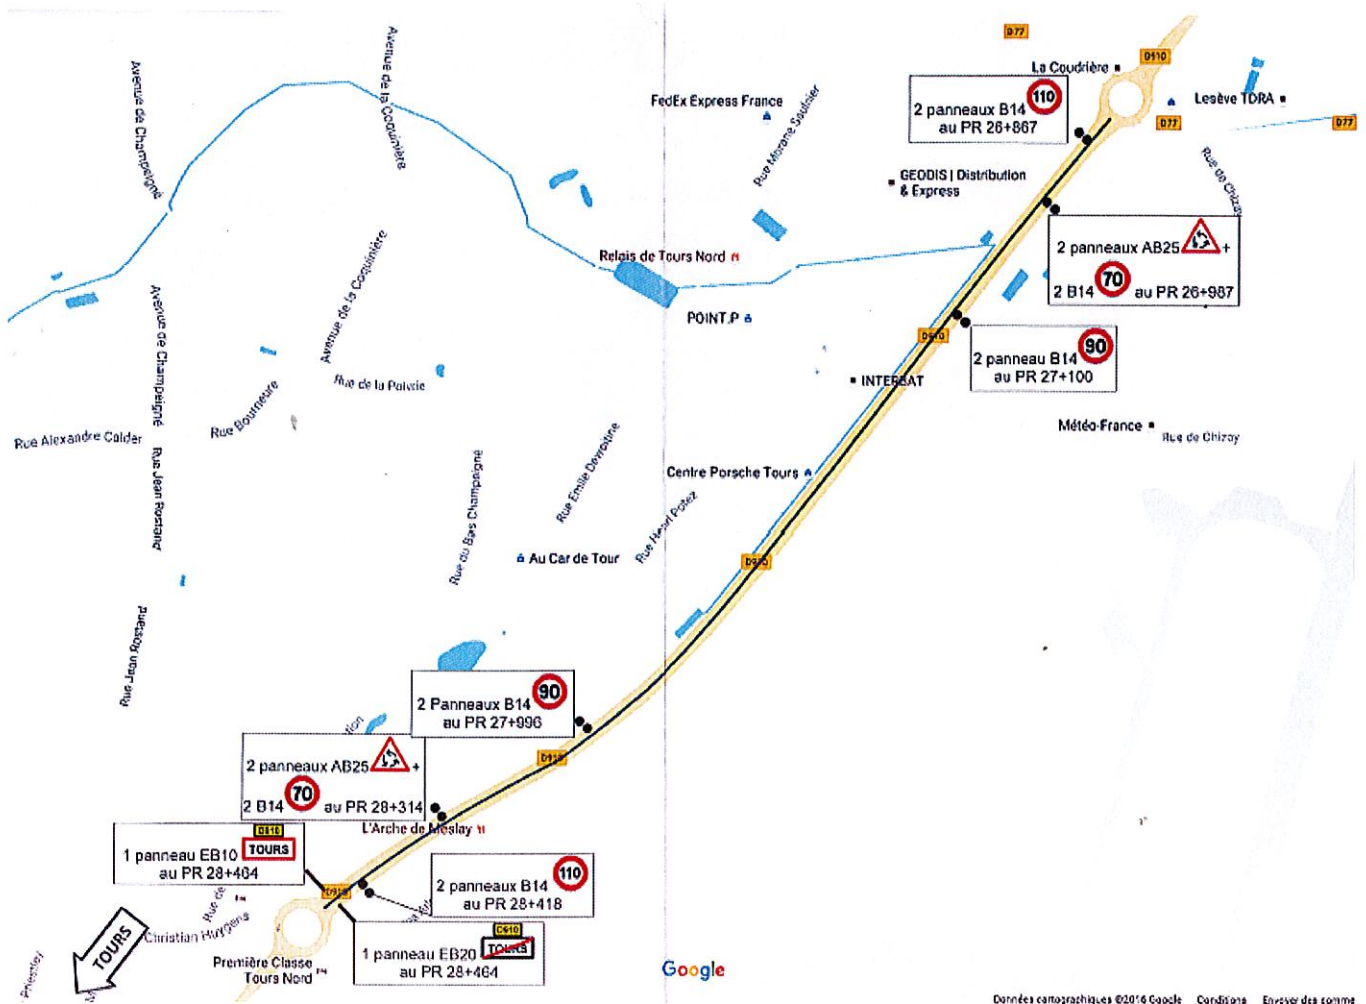 D77
D910
La Coudrière
Lesève TDRA
D77
D77
FedEx Express France
Rue Morane Saulnier
Avenue de Champeigné
Avenue de la Coquinière
2 panneaux B14 110
au PR 26+867
GEODIS | Distribution
& Express
Rue de Chizay
2 panneaux AB25 +
2 B14 70 au PR 26+987
Relais de Tours Nord
POINT.P
D910
2 panneau B14 90
au PR 27+100
INTERBAT
Avenue de la Coquinière
Avenue de Champeigné
Rue de la Poivrie
Rue Bourneure
Rue Alexandre Calder
Rue Jean Rostand
Météo-France
Rue de Chizay
Centre Porsche Tours
Rue Emile Dewoitine
Rue Henri Potez
Rue du Bois Champeigné
Au Car de Tour
D910
Rue Jean Rostand
2 Panneaux B14 90
au PR 27+996
D910
2 panneaux AB25 +
2 B14 70 au PR 28+314
L'Arche de Meslay
1 panneau EB10 D910 TOURS
au PR 28+464
D910
2 panneaux B14 110
au PR 28+418
Rue de
Christian Huygens
TOURS
1 panneau EB20 D910 TOURS
au PR 28+464
Première Classe
Tours Nord
Priestley
Google
Données cartographiques ©2016 Google Conditions Envoyer des comme